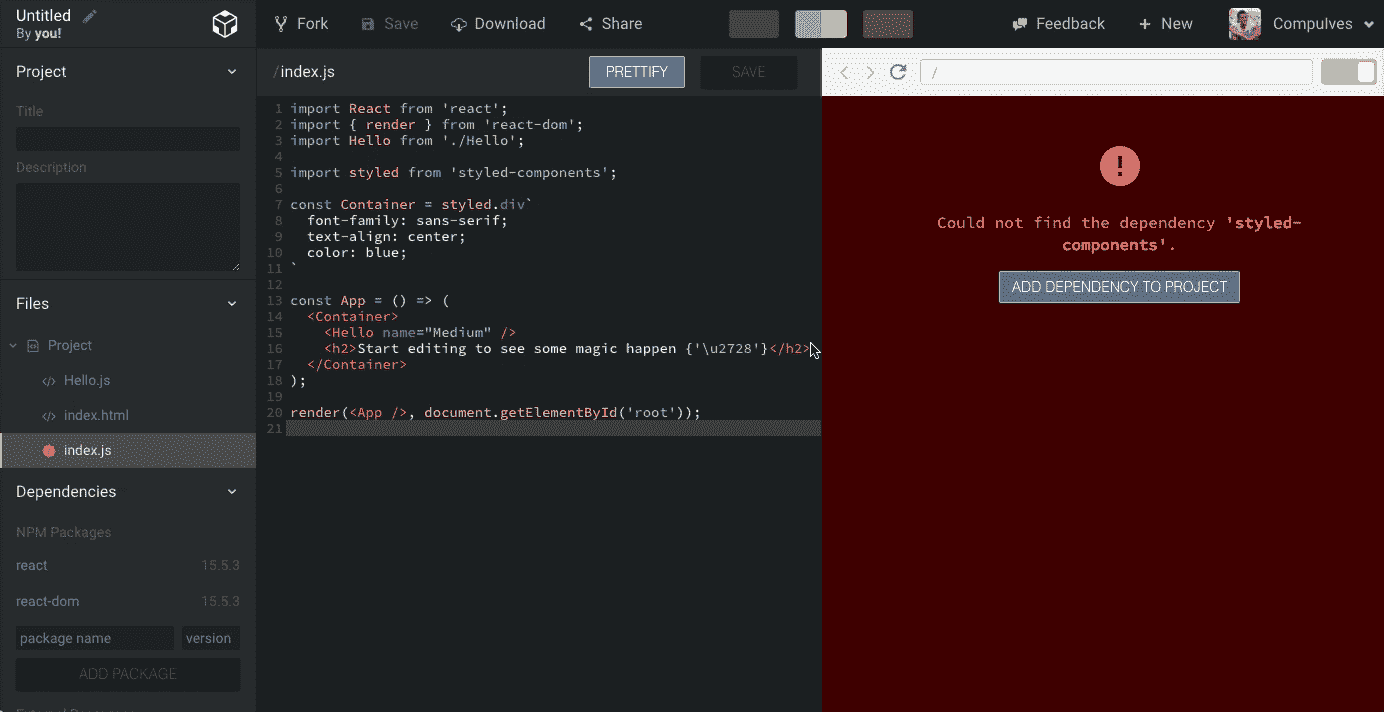 Untitled
By you!
Fork
Save
Download
Share
Feedback
New
Compulves
Project
Title
Description
Files
Project
Hello.js
index.html
index.js
Dependencies
NPM Packages
react 15.5.3
react-dom 15.5.3
package name version
ADD PACKAGE
/index.js
PRETTIFY
SAVE
1 import React from 'react';
2 import { render } from 'react-dom';
3 import Hello from './Hello';
4
5 import styled from 'styled-components';
6
7 const Container = styled.div`
8 font-family: sans-serif;
9 text-align: center;
10 color: blue;
11 `
12
13 const App = () => (
14 <Container>
15 <Hello name="Medium" />
16 <h2>Start editing to see some magic happen {'\u2728'}</h2>
17 </Container>
18 );
19
20 render(<App />, document.getElementById('root'));
21
/
!
Could not find the dependency 'styled-
components'.
ADD DEPENDENCY TO PROJECT